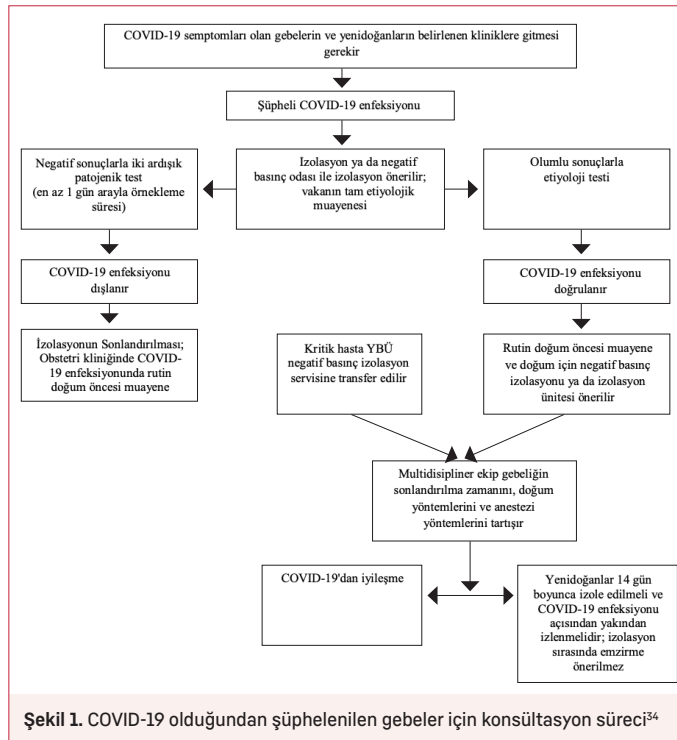 COVID-19 semptomları olan gebelerin ve yenidoğanların belirlenen kliniklere gitmesi
gerekir
Şüpheli COVID-19 enfeksiyonu
Negatif sonuçlarla iki ardışık
patojenik test
(en az 1 gün arayla örnekleme
süresi)
İzolasyon ya da negatif
basınç odası ile izolasyon önerilir;
vakanın tam etiyolojik
muayenesi
Olumlu sonuçlarla
etiyoloji testi
COVID-19 enfeksiyonu
dışlanır
COVID-19 enfeksiyonu
doğrulanır
İzolasyonun Sonlandırılması;
Obstetri kliniğinde COVID-
19 enfeksiyonunda rutin
doğum öncesi muayene
Kritik hasta YBÜ
negatif basınç izolasyon
servisine transfer edilir
Rutin doğum öncesi muayene
ve doğum için negatif basınç
izolasyonu ya da izolasyon
ünitesi önerilir
Multidisipliner ekip gebeliğin
sonlandırılma zamanını, doğum
yöntemlerini ve anestezi
yöntemlerini tartışır
COVID-19'dan iyileşme
Yenidoğanlar 14 gün
boyunca izole edilmeli ve
COVID-19 enfeksiyonu
açısından yakından
izlenmelidir; izolasyon
sırasında emzirme
önerilmez
Şekil 1. COVID-19 olduğundan şüphelenilen gebeler için konsültasyon süreci³⁴